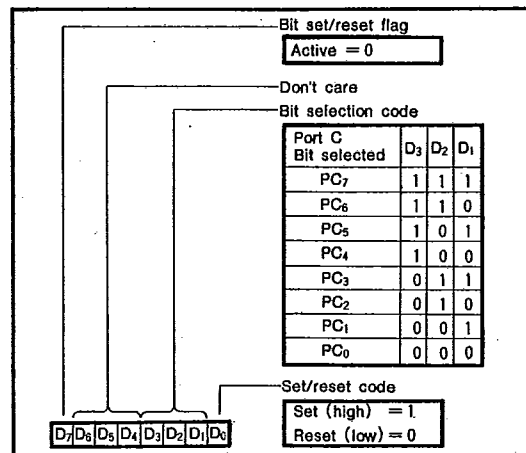 Bit set/reset flag
Active = 0
Don't care
Bit selection code
Port C Bit selected D₃ D₂ D₁
PC₇ 1 1 1
PC₆ 1 1 0
PC₅ 1 0 1
PC₄ 1 0 0
PC₃ 0 1 1
PC₂ 0 1 0
PC₁ 0 0 1
PC₀ 0 0 0
Set/reset code
Set (high) = 1
Reset (low) = 0
D₇ D₆ D₅ D₄ D₃ D₂ D₁ D₀